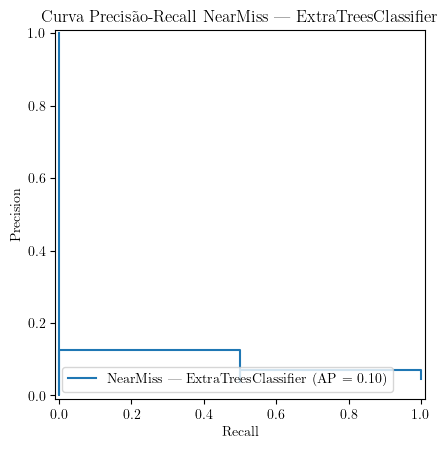 Curva Precisão-Recall NearMiss — ExtraTreesClassifier
1.0
0.8
0.6
0.4
0.2
0.0
Precision
NearMiss — ExtraTreesClassifier (AP = 0.10)
0.0 0.2 0.4 0.6 0.8 1.0
Recall